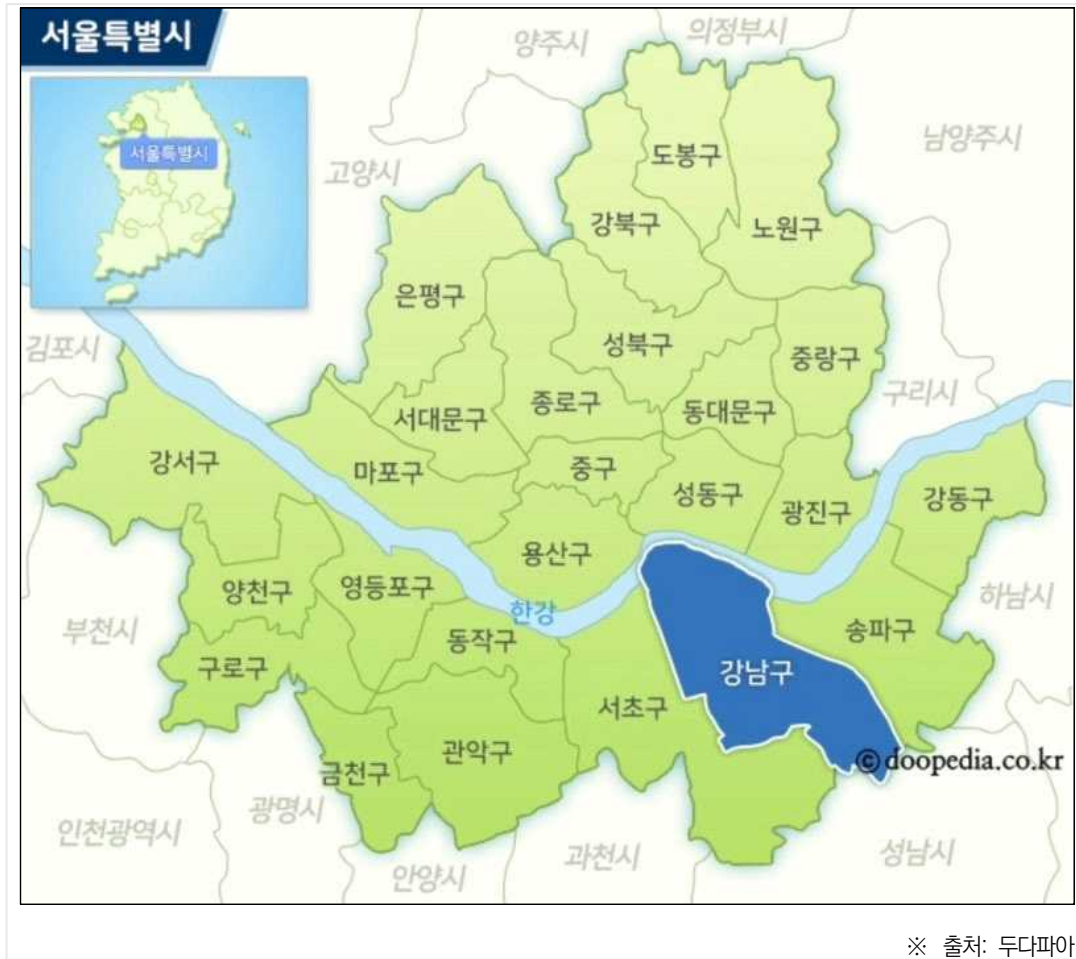 서울특별시
양주시
의정부시
남양주시
도봉구
서울특별시
고양시
강북구
노원구
은평구
성북구
중랑구
김포시
구리시
서대문구
종로구
동대문구
강서구
마포구
중구
성동구
광진구
강동구
용산구
양천구
영등포구
한강
하남시
부천시
동작구
송파구
구로구
강남구
서초구
관악구
금천구
© doopedia.co.kr
광명시
인천광역시
과천시
성남시
안양시
※ 출처: 두다파아